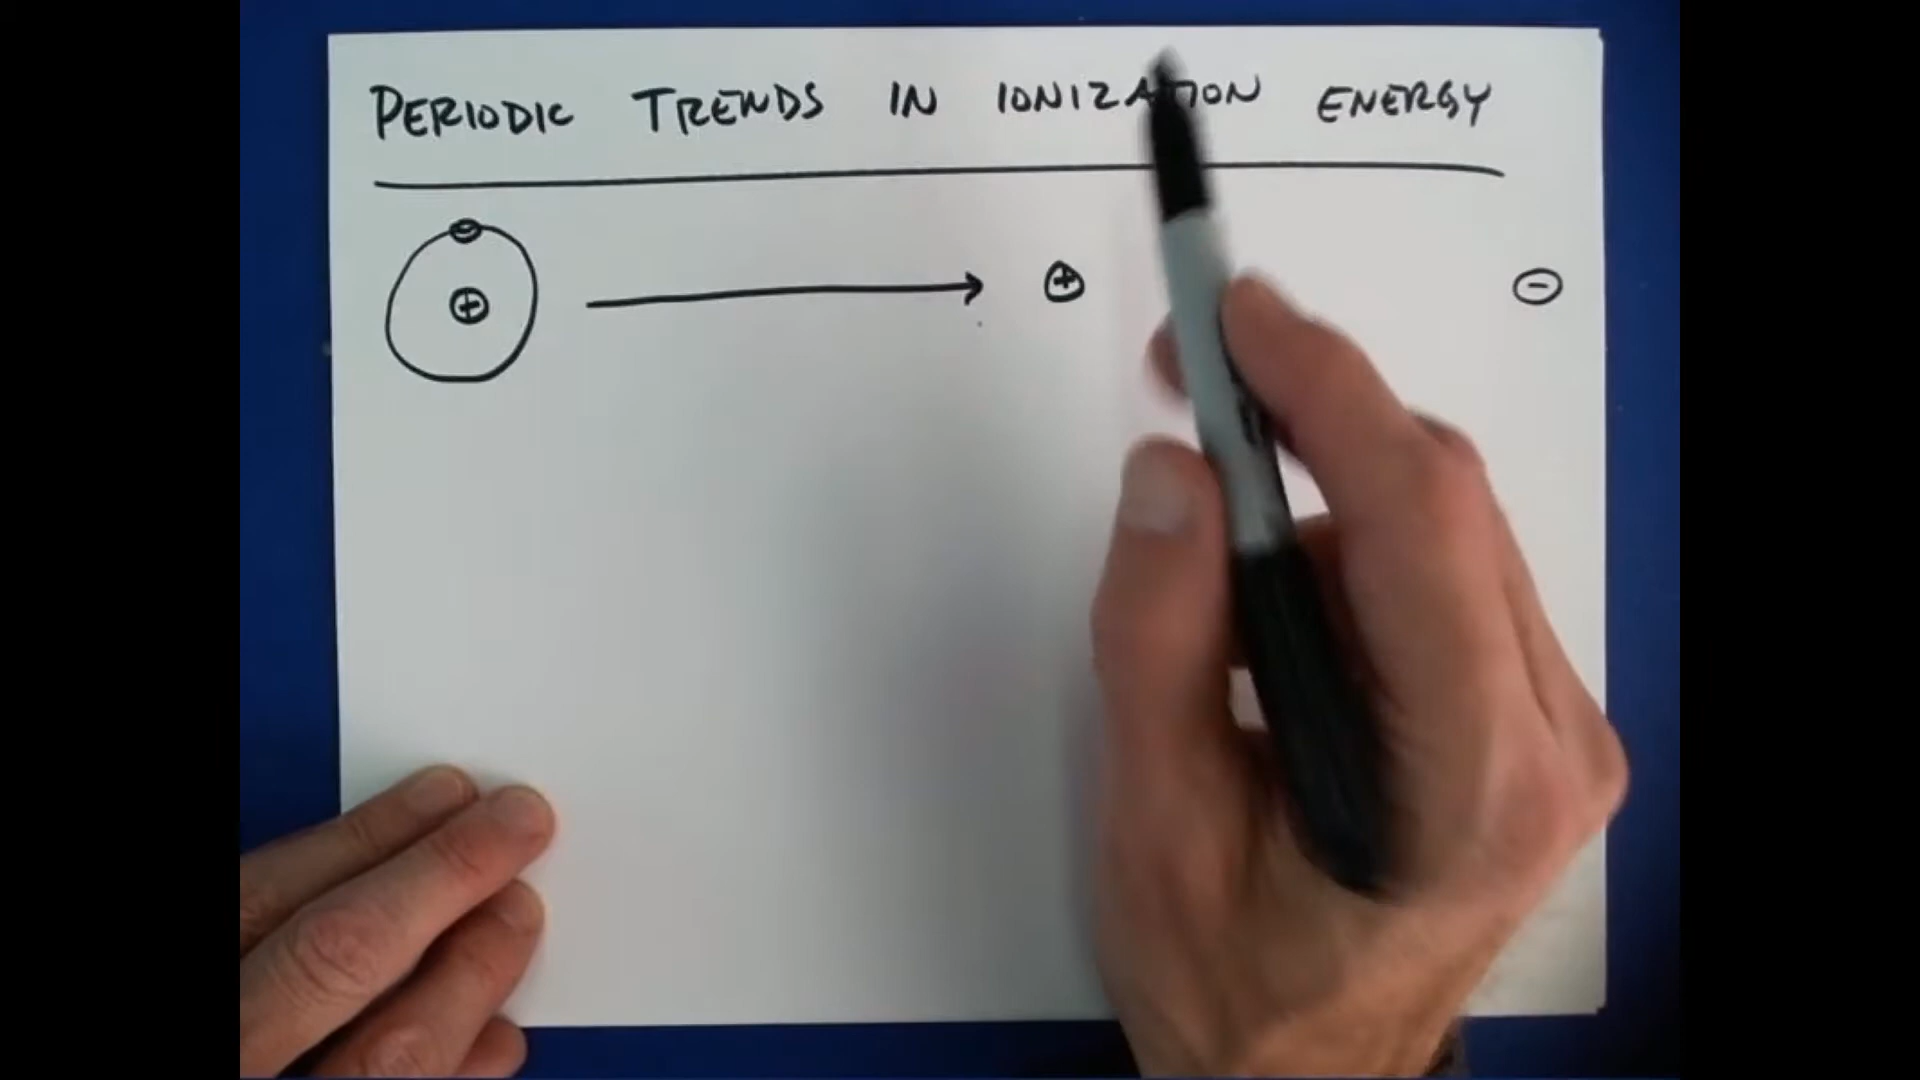 PERIODIC TRENDS IN IONIZATION ENERGY
⊖
⊕ ⟶ ⊕ ⊖